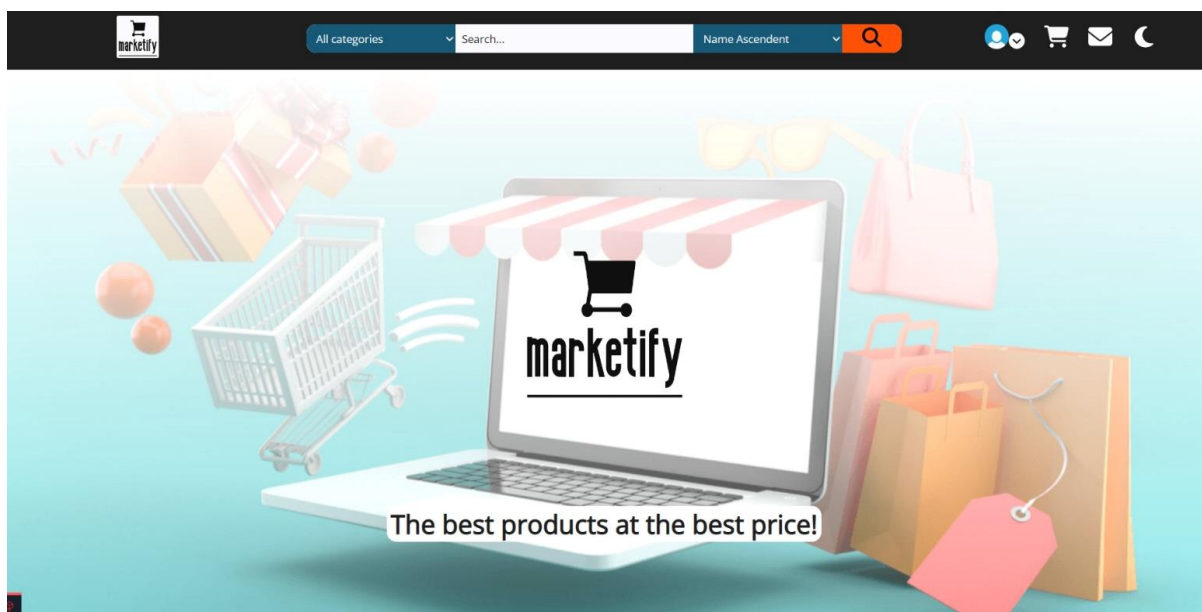 marketify
All categories
Search...
Name Ascendent
marketify
The best products at the best price!